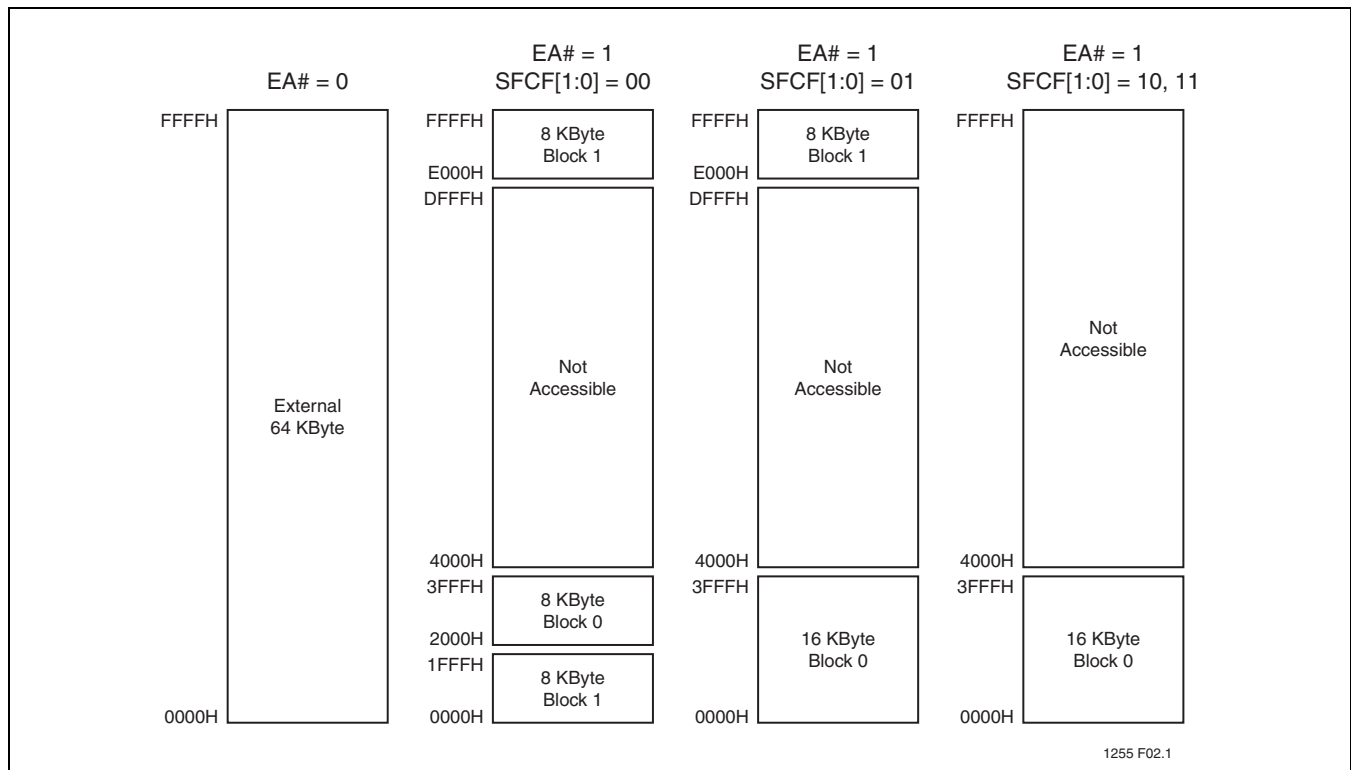 EA# = 0
FFFFH
External
64 KByte
0000H
EA# = 1
SFCF[1:0] = 00
FFFFH
8 KByte
Block 1
E000H
DFFFH
Not
Accessible
4000H
3FFFH
8 KByte
Block 0
2000H
1FFFH
8 KByte
Block 1
0000H
EA# = 1
SFCF[1:0] = 01
FFFFH
8 KByte
Block 1
E000H
DFFFH
Not
Accessible
4000H
3FFFH
16 KByte
Block 0
0000H
EA# = 1
SFCF[1:0] = 10, 11
FFFFH
Not
Accessible
4000H
3FFFH
16 KByte
Block 0
0000H
1255 F02.1